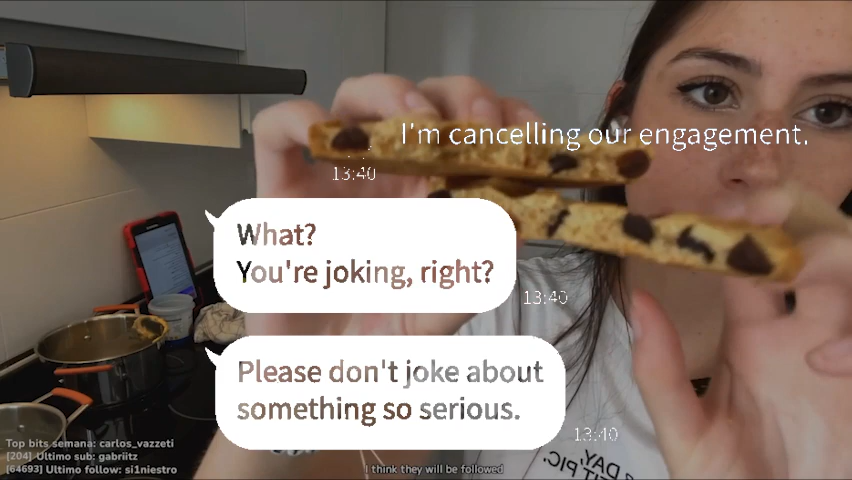 I'm cancelling our engagement.
13:40
What?
You're joking, right?
13:40
Please don't joke about
something so serious.
13:40
Top bits semana: carlos_vazzeti
[204] Ultimo sub: gabriitz
[64693] Ultimo follow: si1niestro
I think they will be followed
DAY,
PIC.